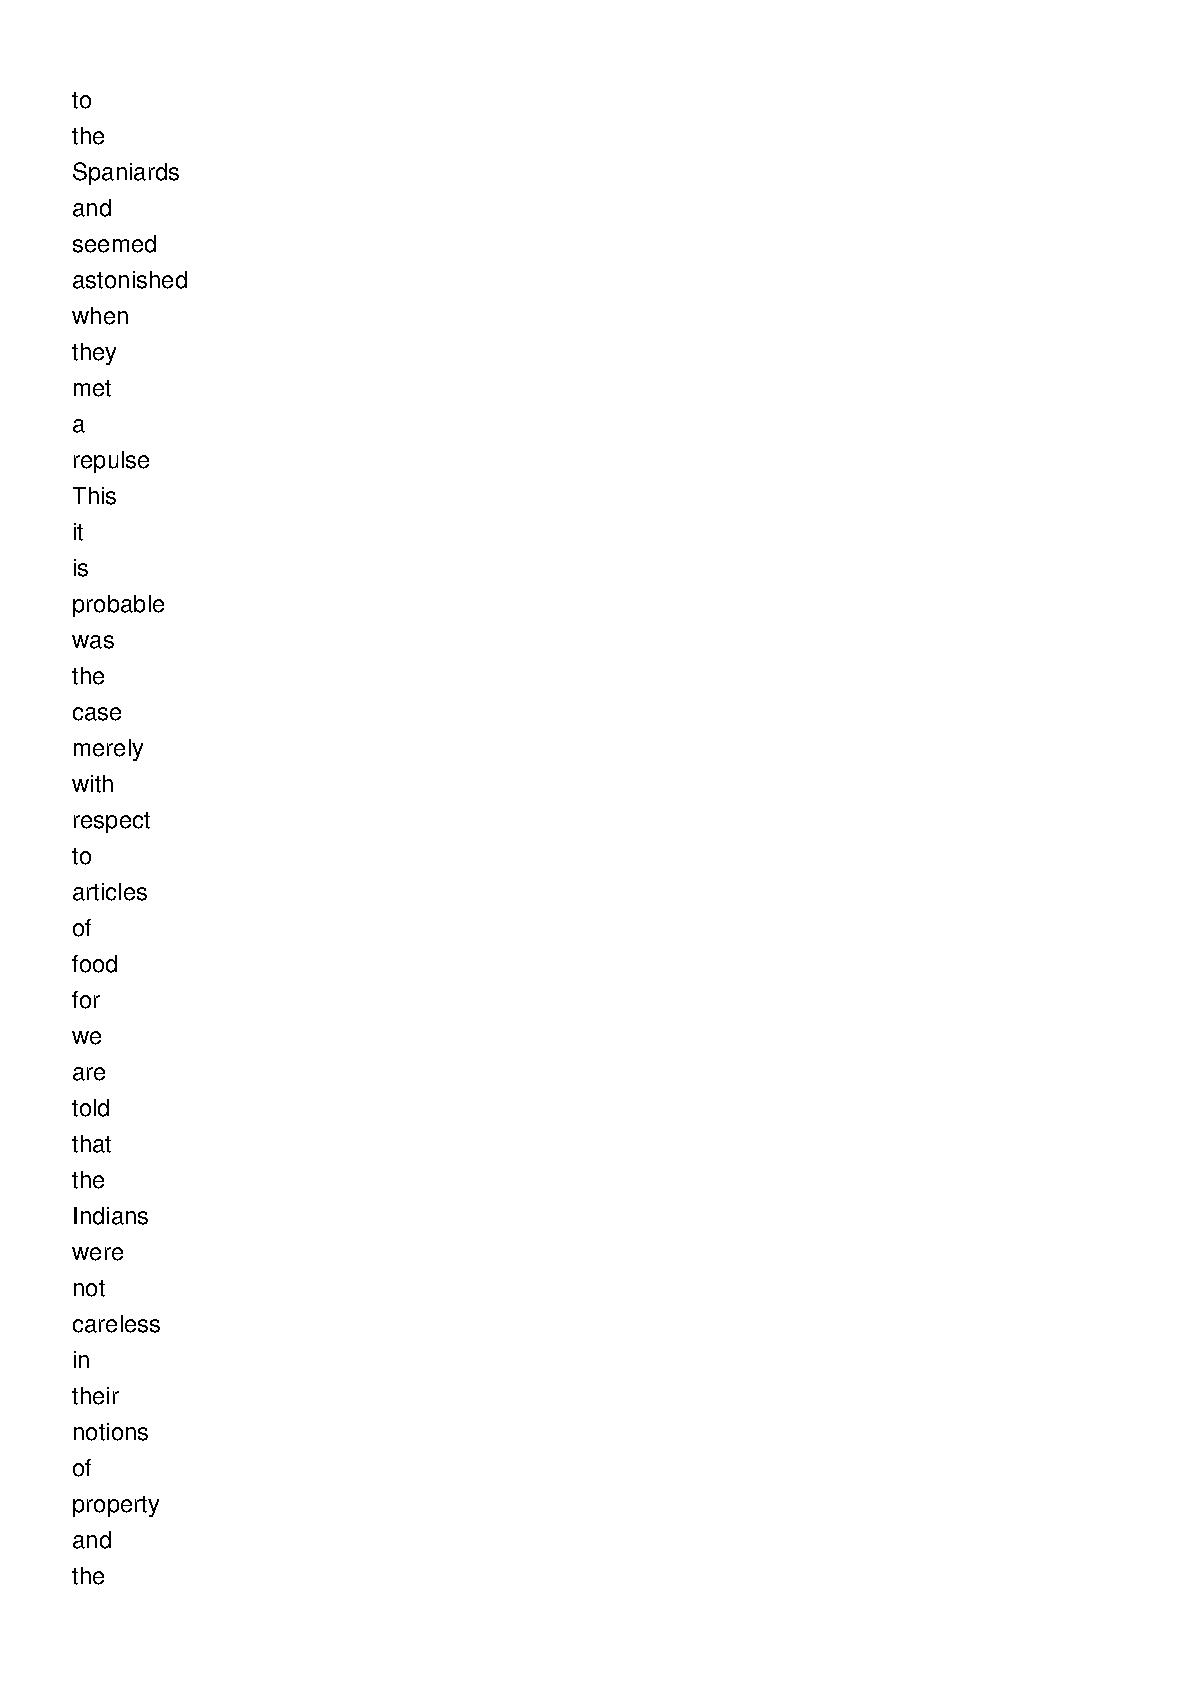 to
the
Spaniards
and
seemed
astonished
when
they
met
a
repulse
This
it
is
probable
was
the
case
merely
with
respect
to
articles
of
food
for
we
are
told
that
the
Indians
were
not
careless
in
their
notions
of
property
and
the